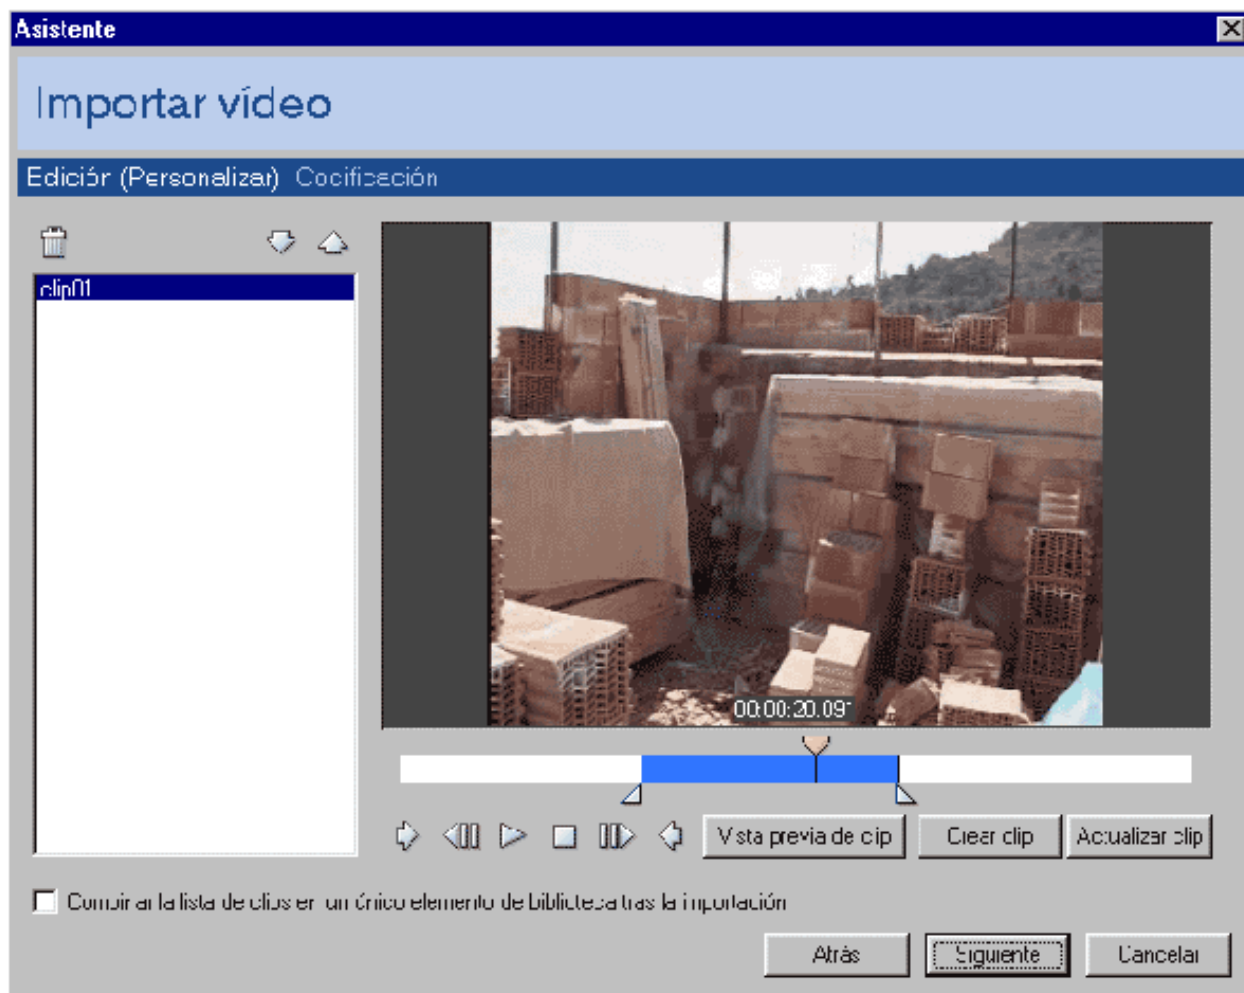 Asistente
Importar vídeo
Edición (Personalizar) Codificación
clip01
00:00:20.091
Vista previa de clip
Crear clip
Actualizar clip
Combinar la lista de clips en un único elemento de biblioteca tras la importación
Atrás
Siguiente
Cancelar